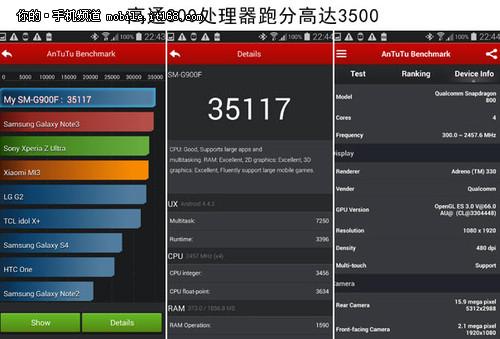 你的·手机频道 mobile.it168.com
高通 处理器跑分高达3500
22:43
AnTuTu Benchmark
0 5000 10000 15000 20000 25000 30000 35000
My SM-G900F : 35117
Samsung Galaxy Note3
Sony Xperia Z Ultra
Xiaomi MI3
LG G2
TCL idol X+
Samsung Galaxy S4
HTC One
Samsung Galaxy Note2
Show
Details
22:44
Details
SM-G900F
35117
CPU: Good, Supports large apps and
multitasking. RAM: Excellent, 2D graphics: Excellent, 3D
graphics: Excellent, Fluently support large mobile games.
UX Android 4.4.2
Multitask: 7250
Runtime: 3396
CPU 2457 MHz (x4)
CPU integer: 3456
CPU float-point: 3634
RAM 373.0 / 1856.8 MB
RAM Operation: 1590
22:44
AnTuTu Benchmark
Test
Ranking
Device Info
Model Qualcomm Snapdragon
800
Cores 4
Frequency 300.0 ~ 2457.6 MHz
isplay
Renderer Adreno (TM) 330
Vender Qualcomm
GPU Version OpenGL ES 3.0 V@66.0
AU@ (CL@3304448)
Resolution 1080 x 1920
Density 480 dpi
Multi-touch Support
amera
Rear Camera 15.9 mega pixel
5312x2988
Front-facing Camera 2.1 mega pixel
1920x1080